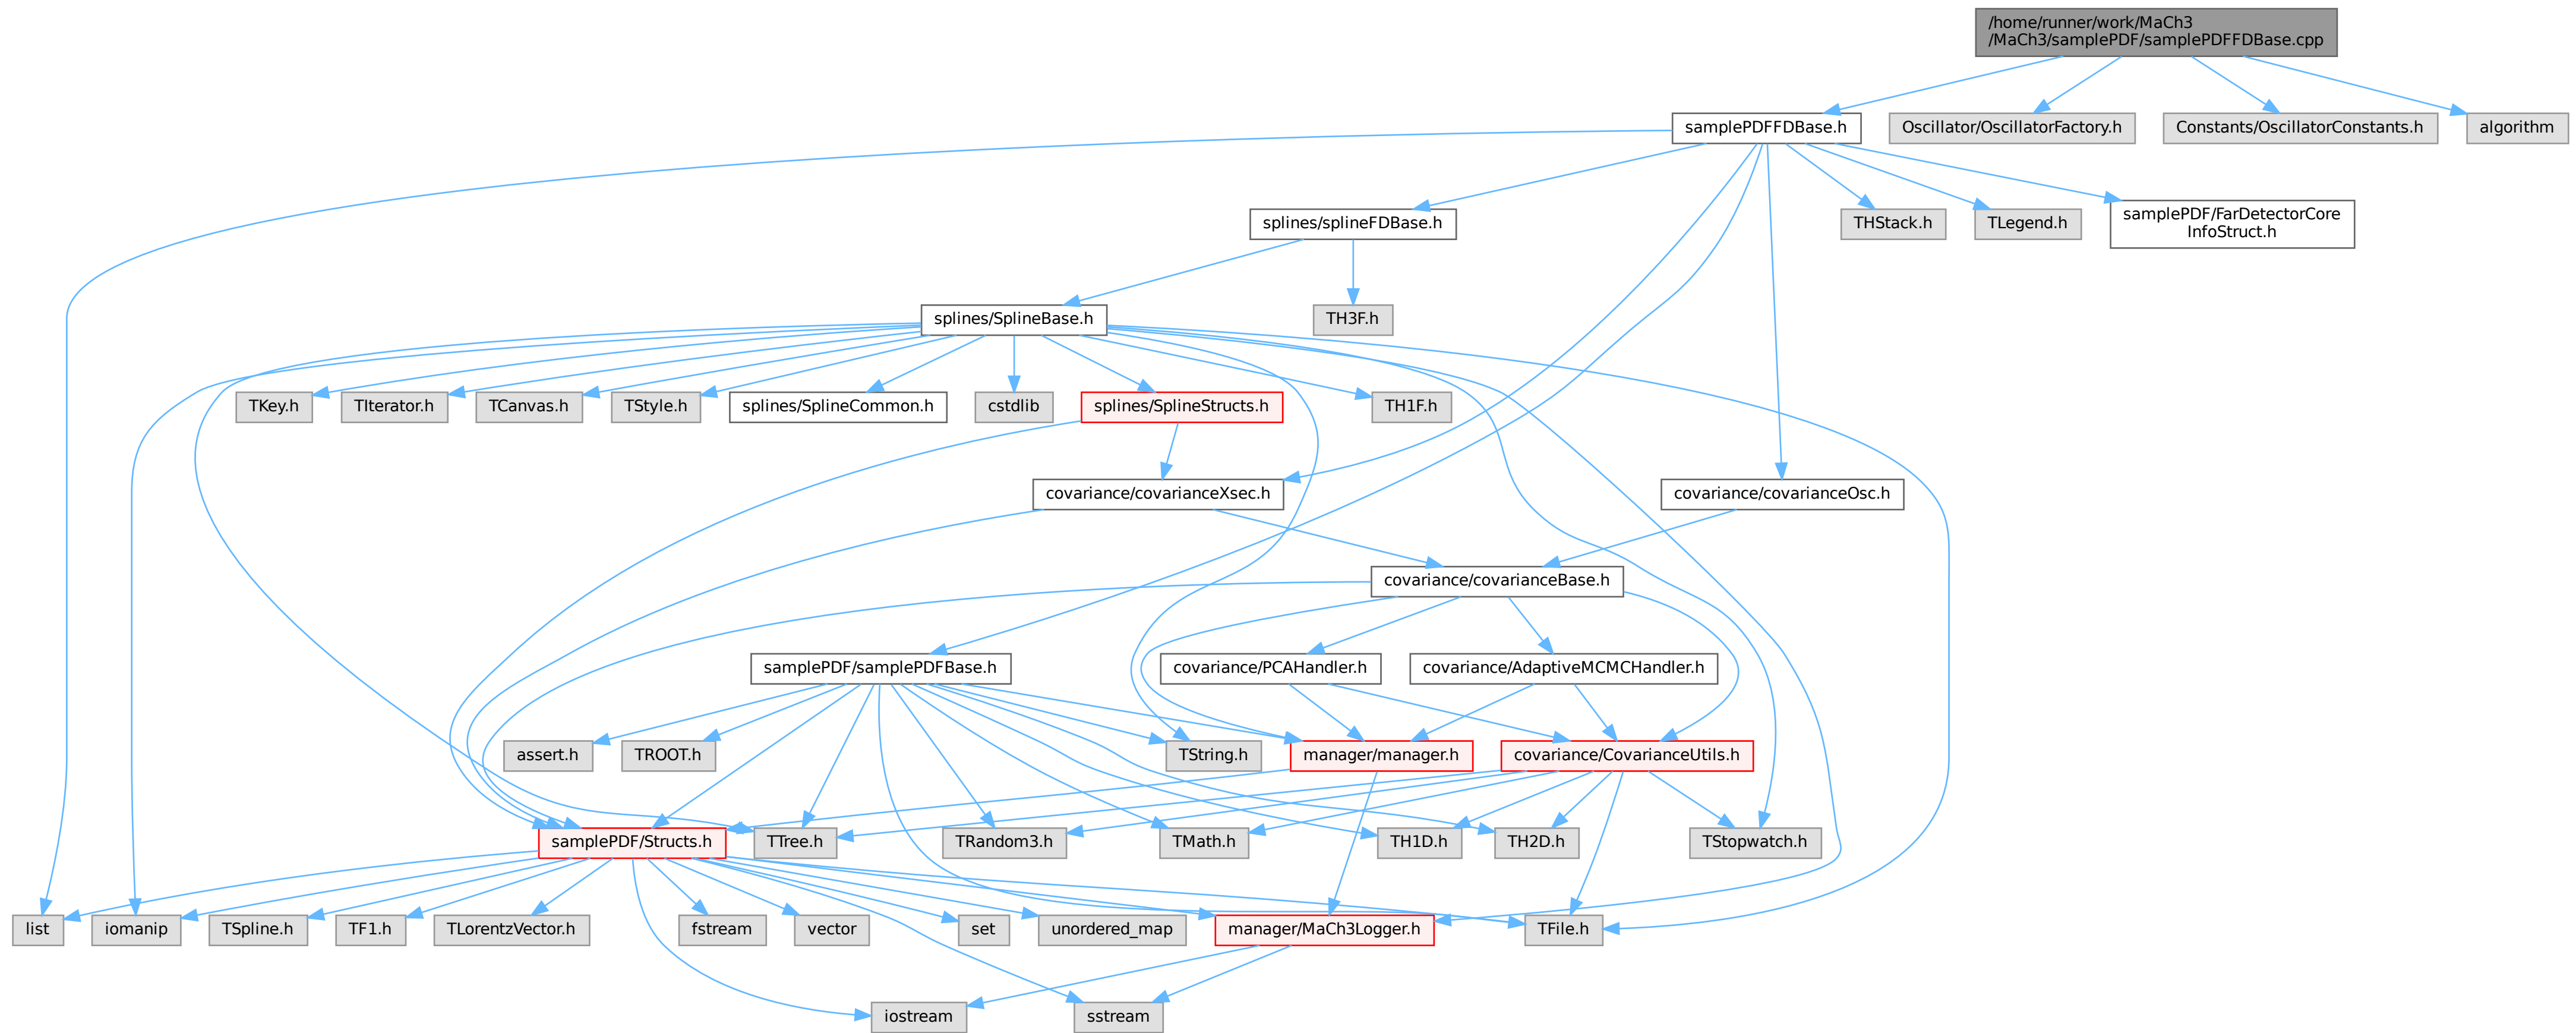 /home/runner/work/MaCh3
/MaCh3/samplePDF/samplePDFFDBase.cpp
samplePDFFDBase.h
Oscillator/OscillatorFactory.h
Constants/OscillatorConstants.h
algorithm
splines/splineFDBase.h
THStack.h
TLegend.h
samplePDF/FarDetectorCore
InfoStruct.h
splines/SplineBase.h
TH3F.h
TKey.h
TIterator.h
TCanvas.h
TStyle.h
splines/SplineCommon.h
cstdlib
splines/SplineStructs.h
TH1F.h
covariance/covarianceXsec.h
covariance/covarianceOsc.h
covariance/covarianceBase.h
samplePDF/samplePDFBase.h
covariance/PCAHandler.h
covariance/AdaptiveMCMCHandler.h
assert.h
TROOT.h
TString.h
manager/manager.h
covariance/CovarianceUtils.h
samplePDF/Structs.h
TTree.h
TRandom3.h
TMath.h
TH1D.h
TH2D.h
TStopwatch.h
list
iomanip
TSpline.h
TF1.h
TLorentzVector.h
fstream
vector
set
unordered_map
manager/MaCh3Logger.h
TFile.h
iostream
sstream